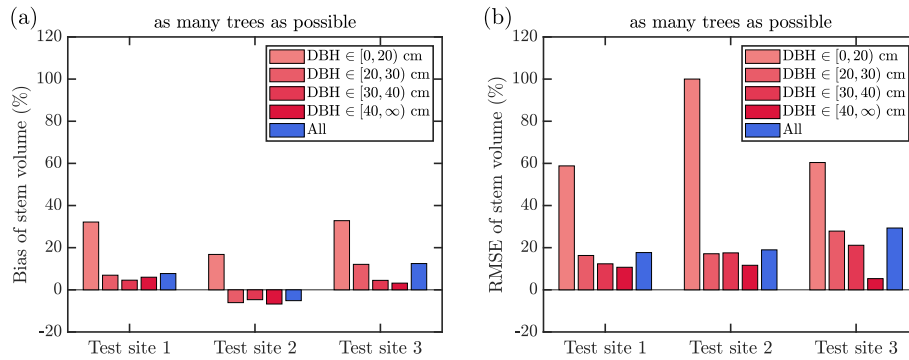 (a)
as many trees as possible
Bias of stem volume (%)
120
100
80
60
40
20
0
-20
DBH ∈ [0, 20) cm
DBH ∈ [20, 30) cm
DBH ∈ [30, 40) cm
DBH ∈ [40, ∞) cm
All
Test site 1 Test site 2 Test site 3
(b)
as many trees as possible
RMSE of stem volume (%)
120
100
80
60
40
20
0
-20
DBH ∈ [0, 20) cm
DBH ∈ [20, 30) cm
DBH ∈ [30, 40) cm
DBH ∈ [40, ∞) cm
All
Test site 1 Test site 2 Test site 3